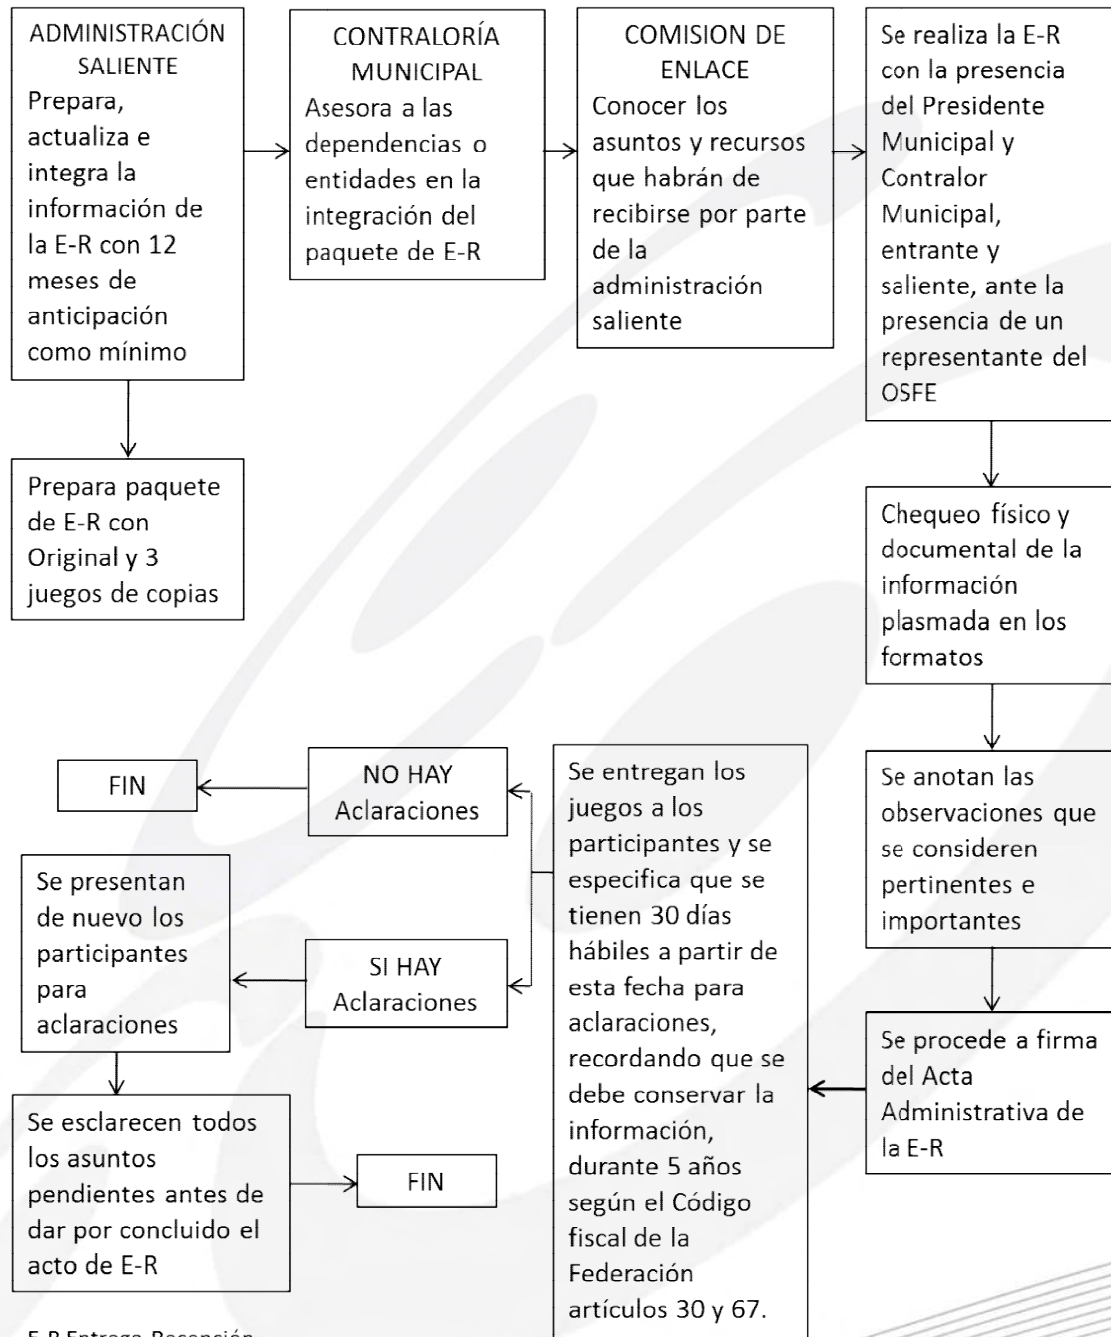 ADMINISTRACIÓN
SALIENTE
Prepara,
actualiza e
integra la
información de
la E-R con 12
meses de
anticipación
como mínimo
CONTRALORÍA
MUNICIPAL
Asesora a las
dependencias o
entidades en la
integración del
paquete de E-R
COMISION DE
ENLACE
Conocer los
asuntos y recursos
que habrán de
recibirse por parte
de la
administración
saliente
Se realiza la E-R
con la presencia
del Presidente
Municipal y
Contralor
Municipal,
entrante y
saliente, ante la
presencia de un
representante del
OSFE
Prepara paquete
de E-R con
Original y 3
juegos de copias
Chequeo físico y
documental de la
información
plasmada en los
formatos
Se anotan las
observaciones que
se consideren
pertinentes e
importantes
Se procede a firma
del Acta
Administrativa de
la E-R
Se entregan los
juegos a los
participantes y se
especifica que se
tienen 30 días
hábiles a partir de
esta fecha para
aclaraciones,
recordando que se
debe conservar la
información,
durante 5 años
según el Código
fiscal de la
Federación
artículos 30 y 67.
NO HAY
Aclaraciones
FIN
SI HAY
Aclaraciones
Se presentan
de nuevo los
participantes
para
aclaraciones
Se esclarecen todos
los asuntos
pendientes antes de
dar por concluido el
acto de E-R
FIN
E-R Entrega-Recepción